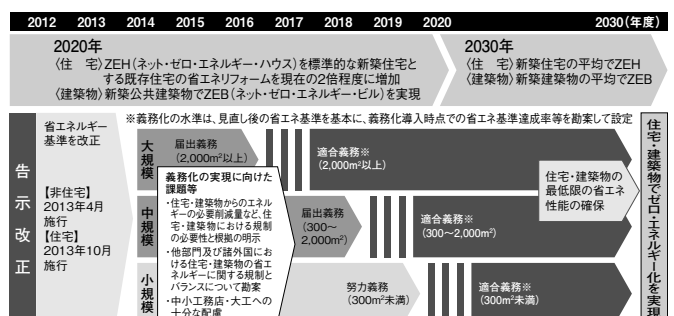 2012 2013 2014 2015 2016 2017 2018 2019 2020 2030(年度)
2020年
〈住　宅〉ZEH(ネット・ゼロ・エネルギー・ハウス)を標準的な新築住宅と
する既存住宅の省エネリフォームを現在の2倍程度に増加
〈建築物〉新築公共建築物でZEB(ネット・ゼロ・エネルギー・ビル)を実現
2030年
〈住　宅〉新築住宅の平均でZEH
〈建築物〉新築建築物の平均でZEB
告示改正
省エネルギー
基準を改正
【非住宅】
2013年4月
施行
【住宅】
2013年10月
施行
※義務化の水準は、見直し後の省エネ基準を基本に、義務化導入時点での省エネ基準達成率等を勘案して設定
大規模
届出義務
(2,000m²以上)
適合義務※
(2,000m²以上)
義務化の実現に向けた
課題等
・住宅・建築物からのエネル
ギーの必要削減量など、住
宅・建築物における規制
の必要性と根拠の明示
・他部門及び諸外国にお
ける住宅・建築物の省エ
ネルギーに関する規制と
バランスについて勘案
・中小工務店・大工への
十分な配慮
中規模
届出義務
(300〜
2,000m²)
適合義務※
(300〜2,000m²)
小規模
努力義務
(300m²未満)
適合義務※
(300m²未満)
住宅・建築物の
最低限の省エネ
性能の確保
住宅・建築物でゼロ・エネルギー化を実現